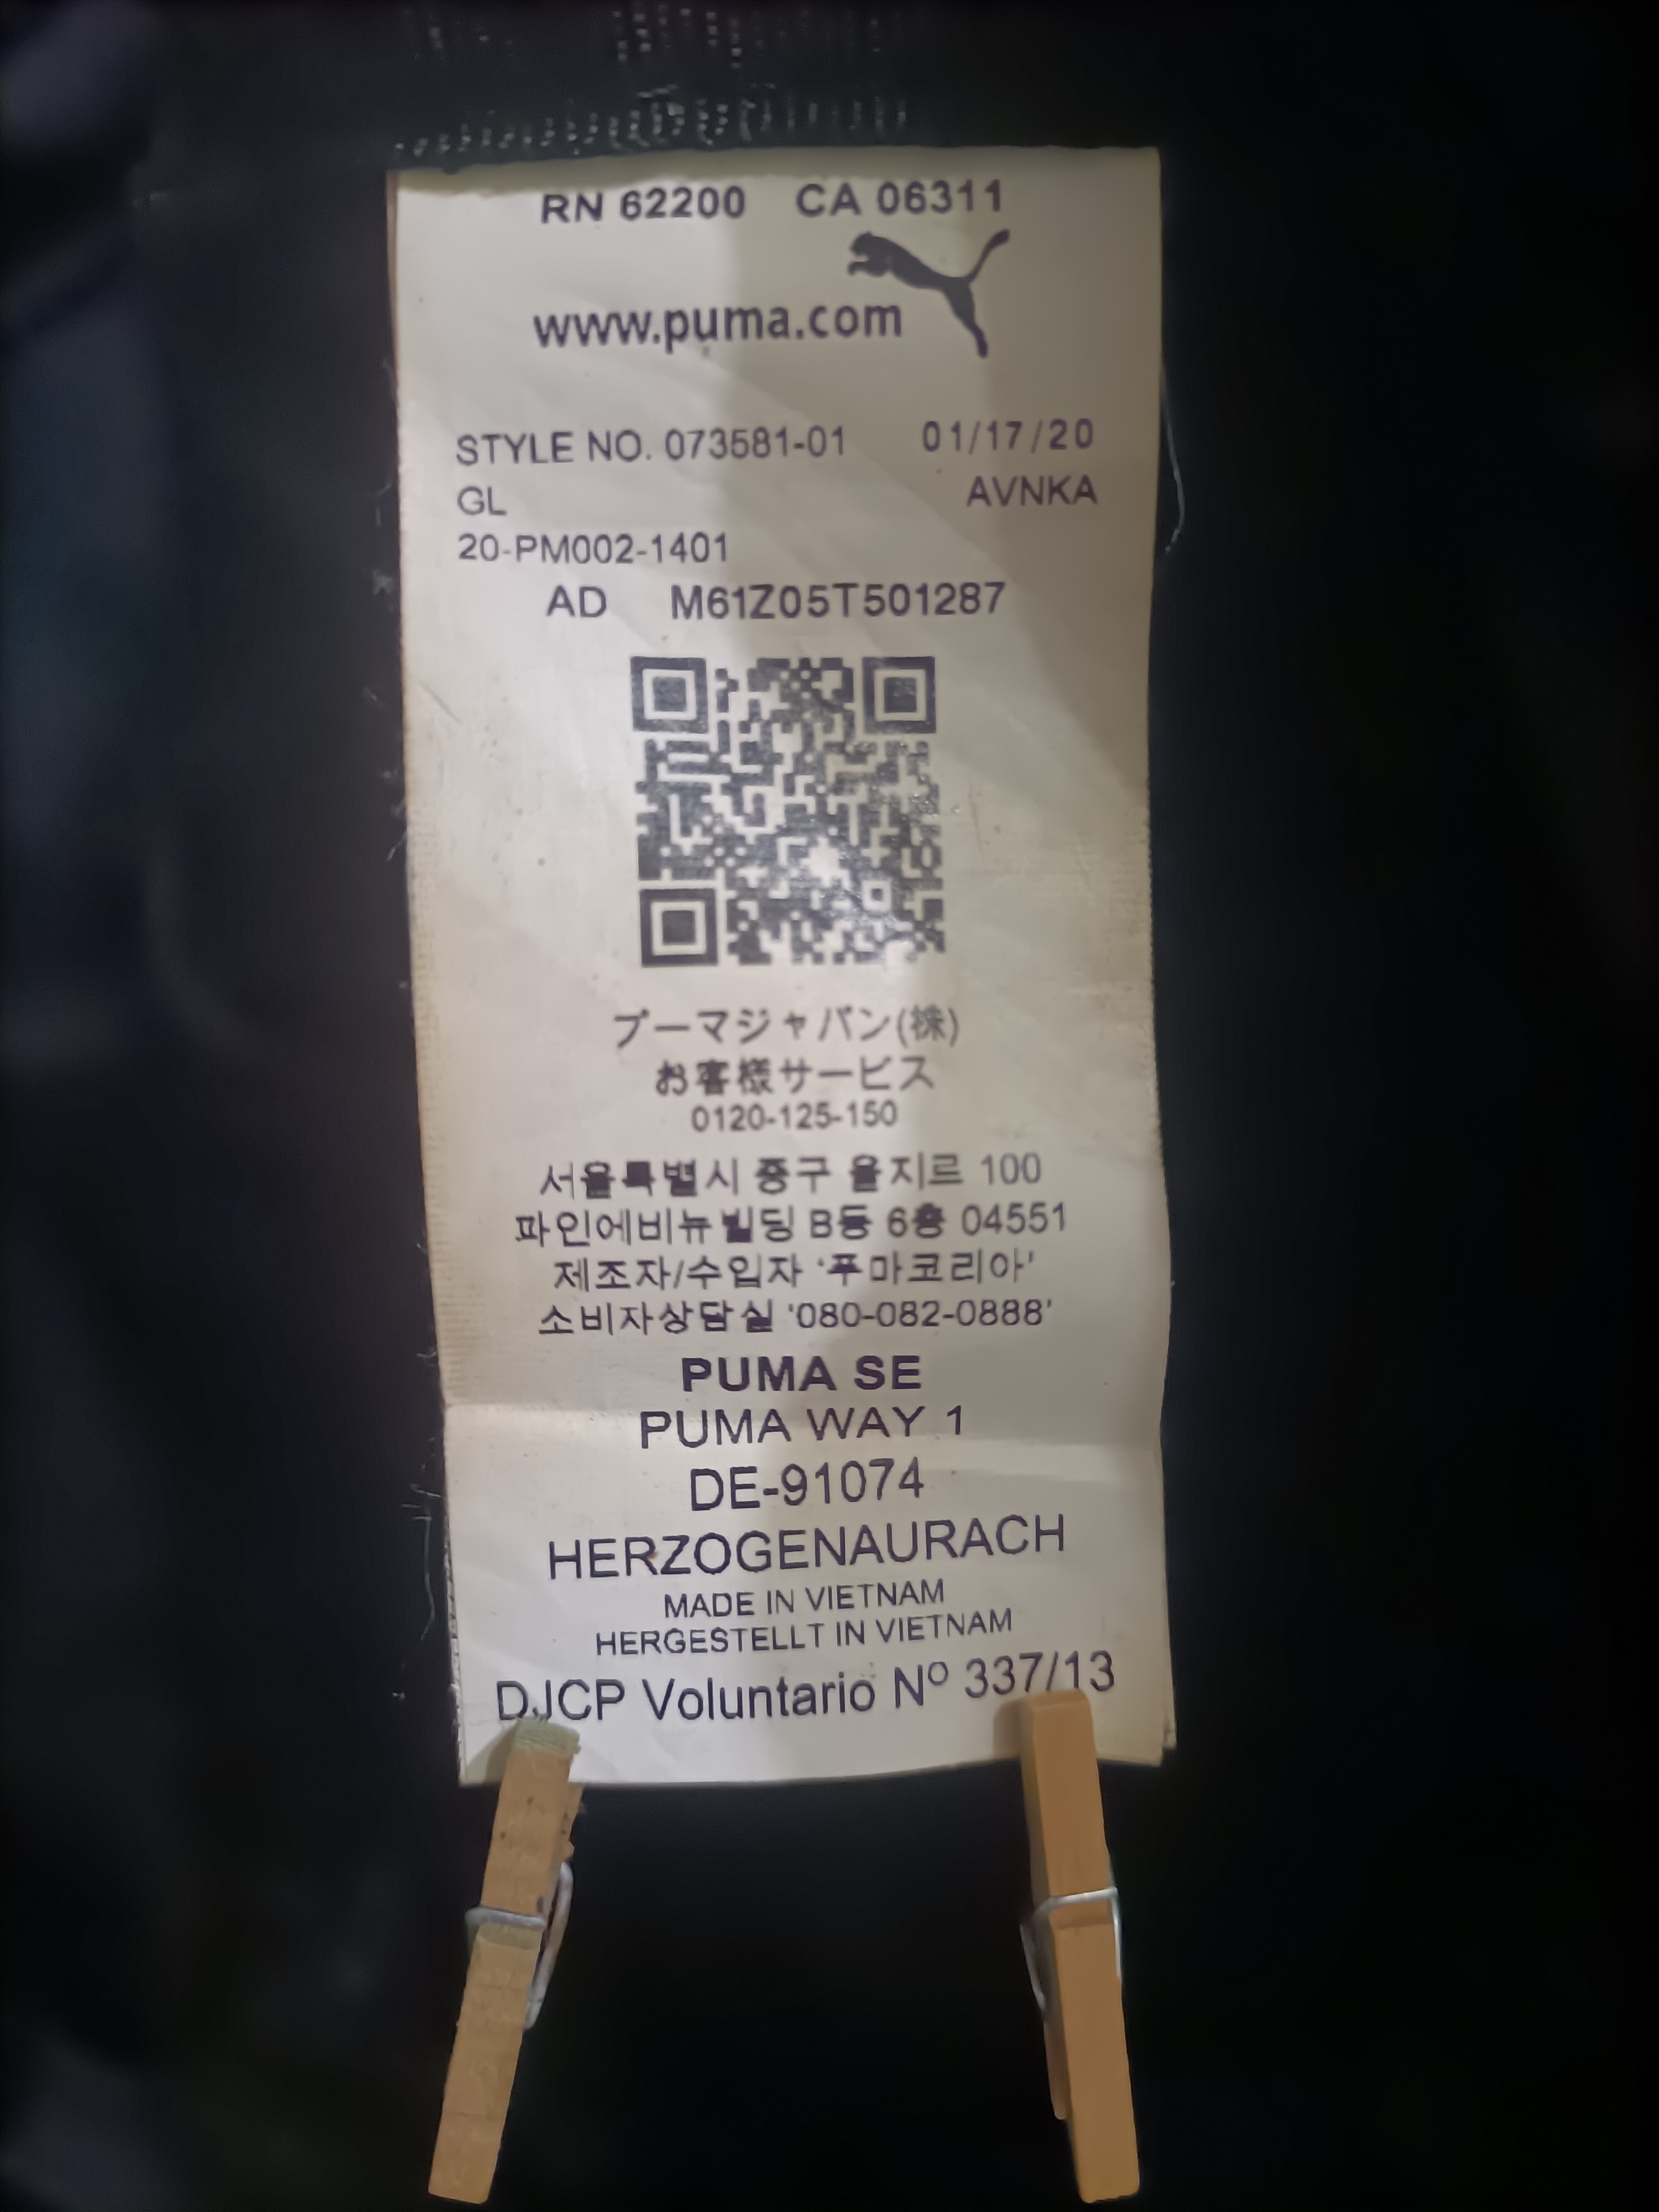 RN 62200 CA 06311
www.puma.com
STYLE NO. 073581-01 01/17/20
GL AVNKA
20-PM002-1401
AD M61Z05T501287
プーマジャパン(株)
お客様サービス
0120-125-150
서울특별시 중구 을지르 100
파인에비뉴빌딩 B동 6층 04551
제조자/수입자 '푸마코리아'
소비자상담실 '080-082-0888'
PUMA SE
PUMA WAY 1
DE-91074
HERZOGENAURACH
MADE IN VIETNAM
HERGESTELLT IN VIETNAM
DJCP Voluntario Nº 337/13